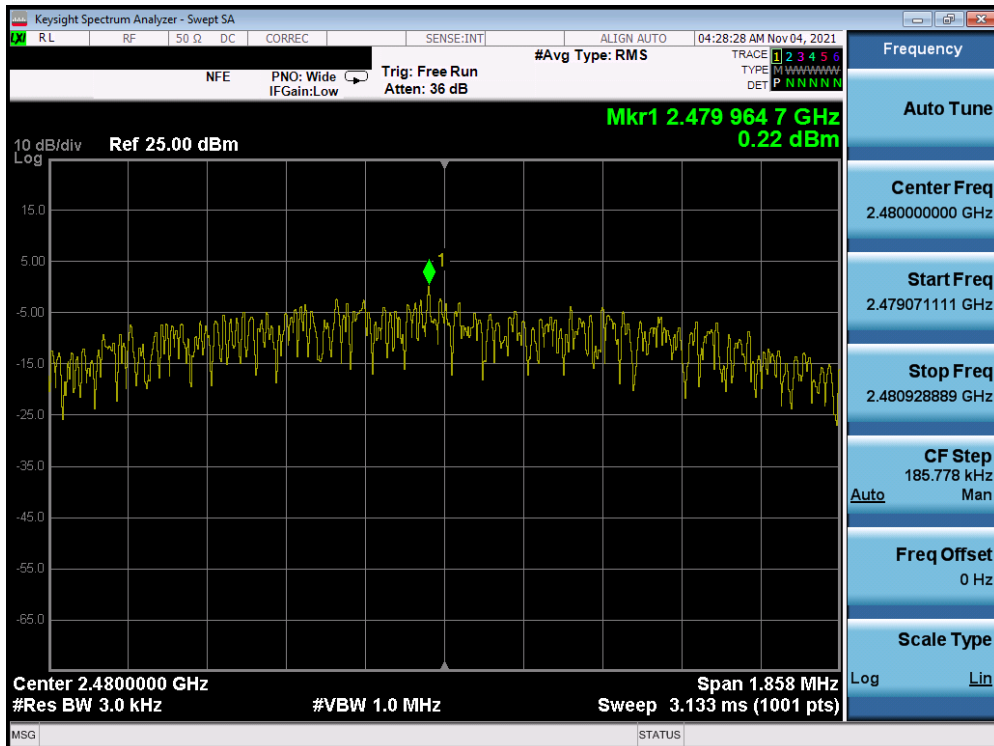 Keysight Spectrum Analyzer - Swept SA
LXI RL RF 50 Ω DC CORREC SENSE:INT ALIGN AUTO 04:28:28 AM Nov 04, 2021
NFE PNO: Wide IFGain:Low Trig: Free Run Atten: 36 dB #Avg Type: RMS
TRACE 1 2 3 4 5 6
TYPE M W W W W W
DET P N N N N N
Mkr1 2.479 964 7 GHz
0.22 dBm
10 dB/div Ref 25.00 dBm
Log
15.0
5.00
1
-5.00
-15.0
-25.0
-35.0
-45.0
-55.0
-65.0
Center 2.4800000 GHz Span 1.858 MHz
#Res BW 3.0 kHz #VBW 1.0 MHz Sweep 3.133 ms (1001 pts)
MSG STATUS
Frequency
Auto Tune
Center Freq
2.480000000 GHz
Start Freq
2.479071111 GHz
Stop Freq
2.480928889 GHz
CF Step
185.778 kHz
Auto Man
Freq Offset
0 Hz
Scale Type
Log Lin